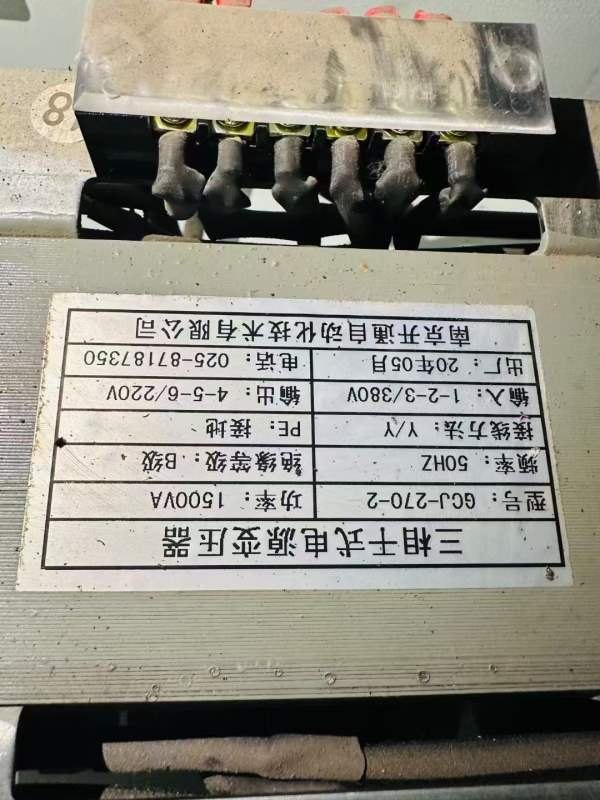 三相干式电源变压器
型号: GCJ-270-2 功率: 1500VA
频率: 50HZ 绝缘等级: B级
接线方法: Y/Y PE: 接地
输入: 1-2-3/380V 输出: 4-5-6/220V
出厂: 20年05月 电话: 025-87187350
南京开通自动化技术有限公司